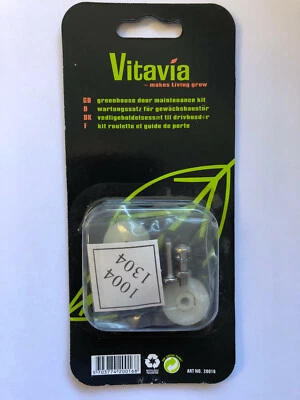 Vitavia
- makes living grow
GB greenhouse door maintenance kit
D wartungssatz für gewächshaustür
DK vedligeholdelsessæt til drivhusdør
F kit roulette et guide de porte
1004
1304
5703774200168
ART NO. 20016